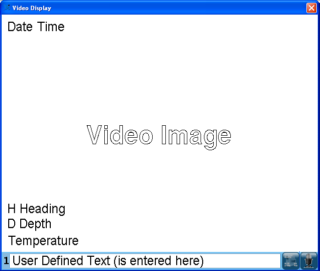 Video Display
Date Time
Video Image
H Heading
D Depth
Temperature
1 User Defined Text (is entered here)